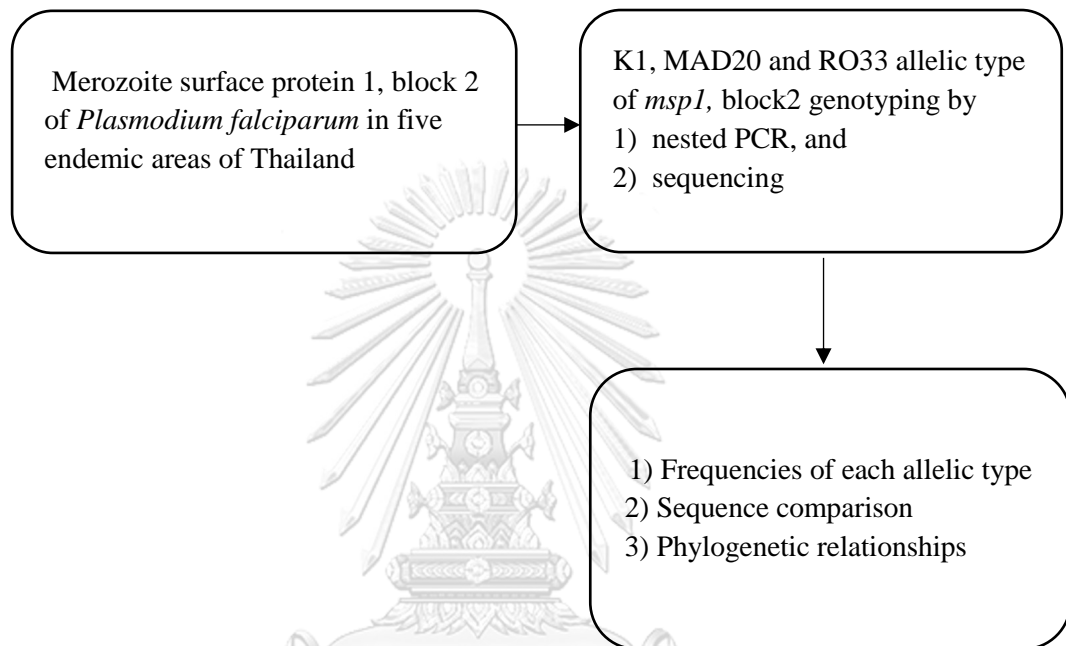 Merozoite surface protein 1, block 2
of Plasmodium falciparum in five
endemic areas of Thailand
K1, MAD20 and RO33 allelic type
of msp1, block2 genotyping by
1) nested PCR, and
2) sequencing
1) Frequencies of each allelic type
2) Sequence comparison
3) Phylogenetic relationships